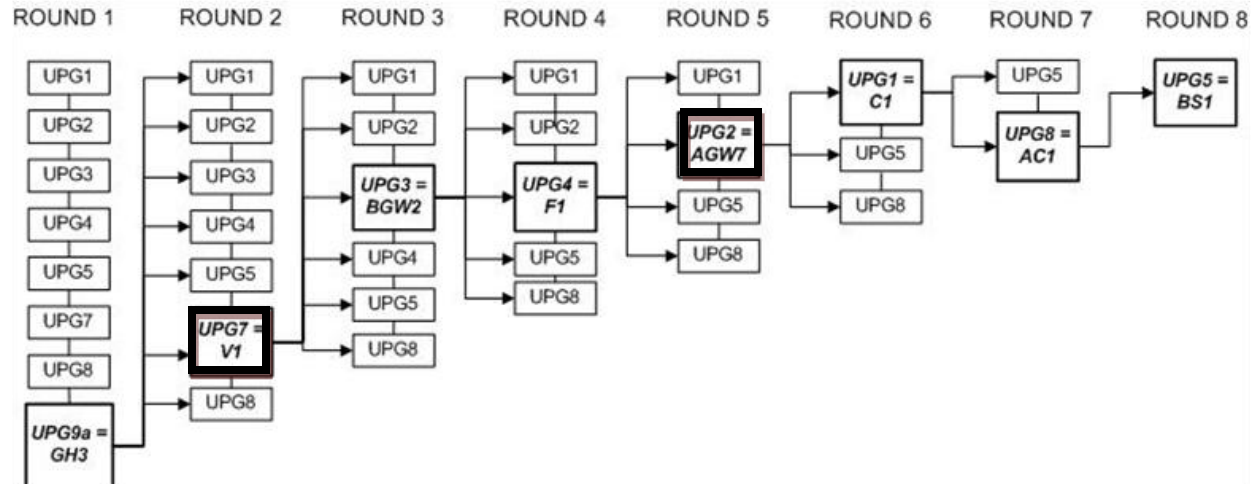 ROUND 1 ROUND 2 ROUND 3 ROUND 4 ROUND 5 ROUND 6 ROUND 7 ROUND 8
UPG1
UPG2
UPG3
UPG4
UPG5
UPG7
UPG8
UPG9a =
GH3
UPG1
UPG2
UPG3
UPG4
UPG5
UPG7 =
V1
UPG8
UPG1
UPG2
UPG3 =
BGW2
UPG4
UPG5
UPG8
UPG1
UPG2
UPG4 =
F1
UPG5
UPG8
UPG1
UPG2 =
AGW7
UPG5
UPG8
UPG1 =
C1
UPG5
UPG8
UPG5
UPG8 =
AC1
UPG5 =
BS1